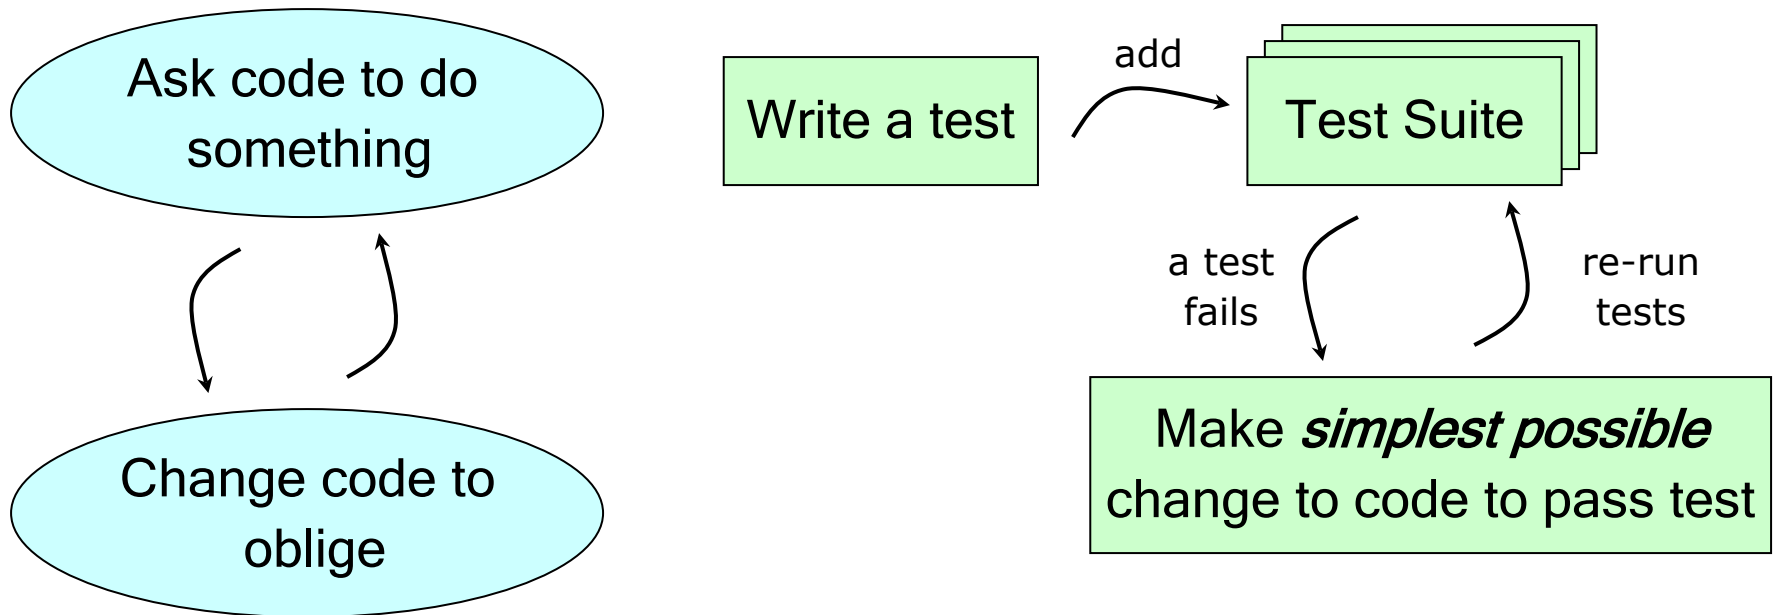 Ask code to do
something
Change code to
oblige
Write a test
add
Test Suite
a test
fails
re-run
tests
Make simplest possible
change to code to pass test